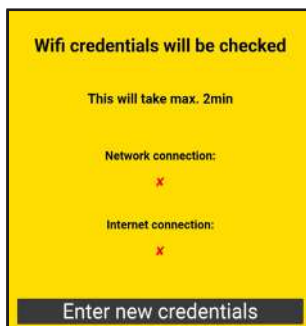 Wifi credentials will be checked
This will take max. 2min
Network connection:
✘
Internet connection:
✘
Enter new credentials